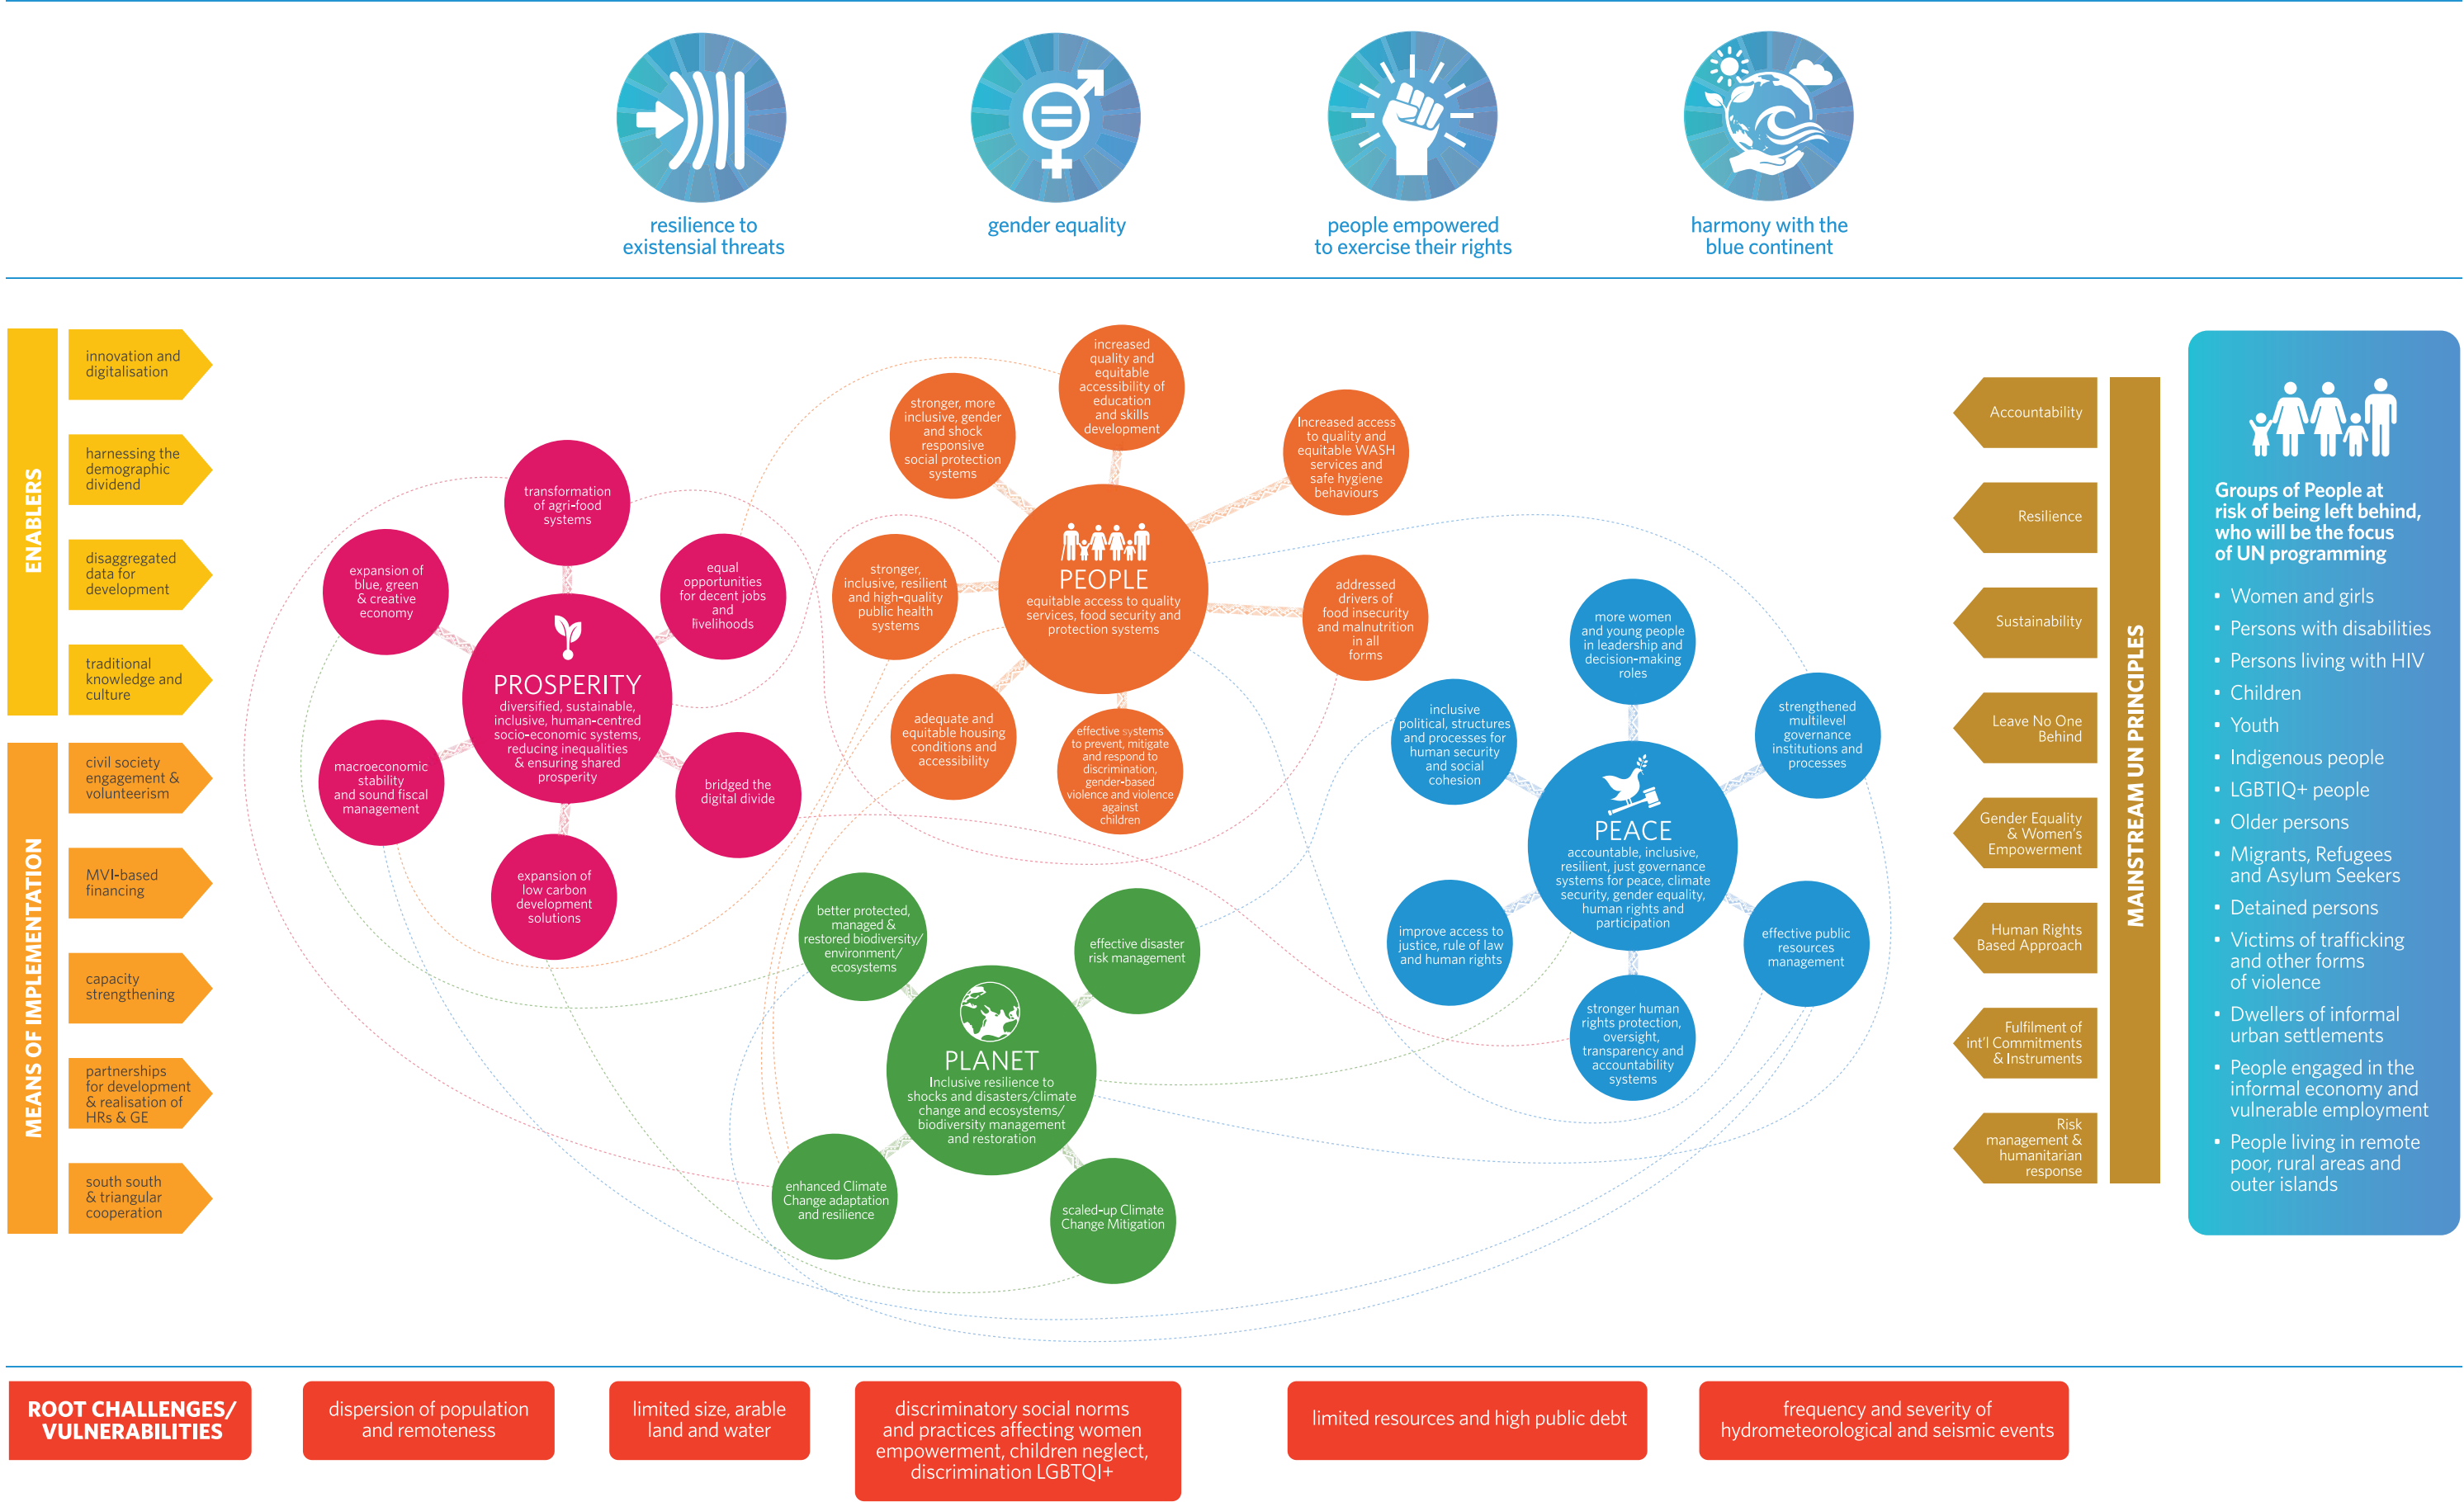 resilience to
existensial threats
gender equality
people empowered
to exercise their rights
harmony with the
blue continent
ENABLERS
innovation and
digitalisation
harnessing the
demographic
dividend
disaggregated
data for
development
traditional
knowledge and
culture
MEANS OF IMPLEMENTATION
civil society
engagement &
volunteerism
MVI-based
financing
capacity
strengthening
partnerships
for development
& realisation of
HRs & GE
south south
& triangular
cooperation
PROSPERITY
diversified, sustainable,
inclusive, human-centred
socio-economic systems,
reducing inequalities
& ensuring shared
prosperity
transformation
of agri-food
systems
expansion of
blue, green
& creative
economy
equal
opportunities
for decent jobs
and
livelihoods
macroeconomic
stability
and sound fiscal
management
bridged the
digital divide
expansion of
low carbon
development
solutions
PEOPLE
equitable access to quality
services, food security and
protection systems
increased
quality and
equitable
accessibility of
education
and skills
development
stronger, more
inclusive, gender
and shock
responsive
social protection
systems
Increased access
to quality and
equitable WASH
services and
safe hygiene
behaviours
stronger,
inclusive, resilient
and high-quality
public health
systems
addressed
drivers of
food insecurity
and malnutrition
in all
forms
adequate and
equitable housing
conditions and
accessibility
effective systems
to prevent, mitigate
and respond to
discrimination,
gender-based
violence and violence
against
children
PEACE
accountable, inclusive,
resilient, just governance
systems for peace, climate
security, gender equality,
human rights and
participation
more women
and young people
in leadership and
decision-making
roles
inclusive
political, structures
and processes for
human security
and social
cohesion
strengthened
multilevel
governance
institutions and
processes
improve access to
justice, rule of law
and human rights
effective public
resources
management
stronger human
rights protection,
oversight,
transparency and
accountability
systems
PLANET
Inclusive resilience to
shocks and disasters/climate
change and ecosystems/
biodiversity management
and restoration
better protected,
managed &
restored biodiversity/
environment/
ecosystems
effective disaster
risk management
enhanced Climate
Change adaptation
and resilience
scaled-up Climate
Change Mitigation
Accountability
Resilience
Sustainability
Leave No One
Behind
Gender Equality
& Women's
Empowerment
Human Rights
Based Approach
Fulfilment of
int'l Commitments
& Instruments
Risk
management &
humanitarian
response
MAINSTREAM UN PRINCIPLES
Groups of People at
risk of being left behind,
who will be the focus
of UN programming
• Women and girls
• Persons with disabilities
• Persons living with HIV
• Children
• Youth
• Indigenous people
• LGBTIQ+ people
• Older persons
• Migrants, Refugees
and Asylum Seekers
• Detained persons
• Victims of trafficking
and other forms
of violence
• Dwellers of informal
urban settlements
• People engaged in the
informal economy and
vulnerable employment
• People living in remote
poor, rural areas and
outer islands
ROOT CHALLENGES/
VULNERABILITIES
dispersion of population
and remoteness
limited size, arable
land and water
discriminatory social norms
and practices affecting women
empowerment, children neglect,
discrimination LGBTQI+
limited resources and high public debt
frequency and severity of
hydrometeorological and seismic events